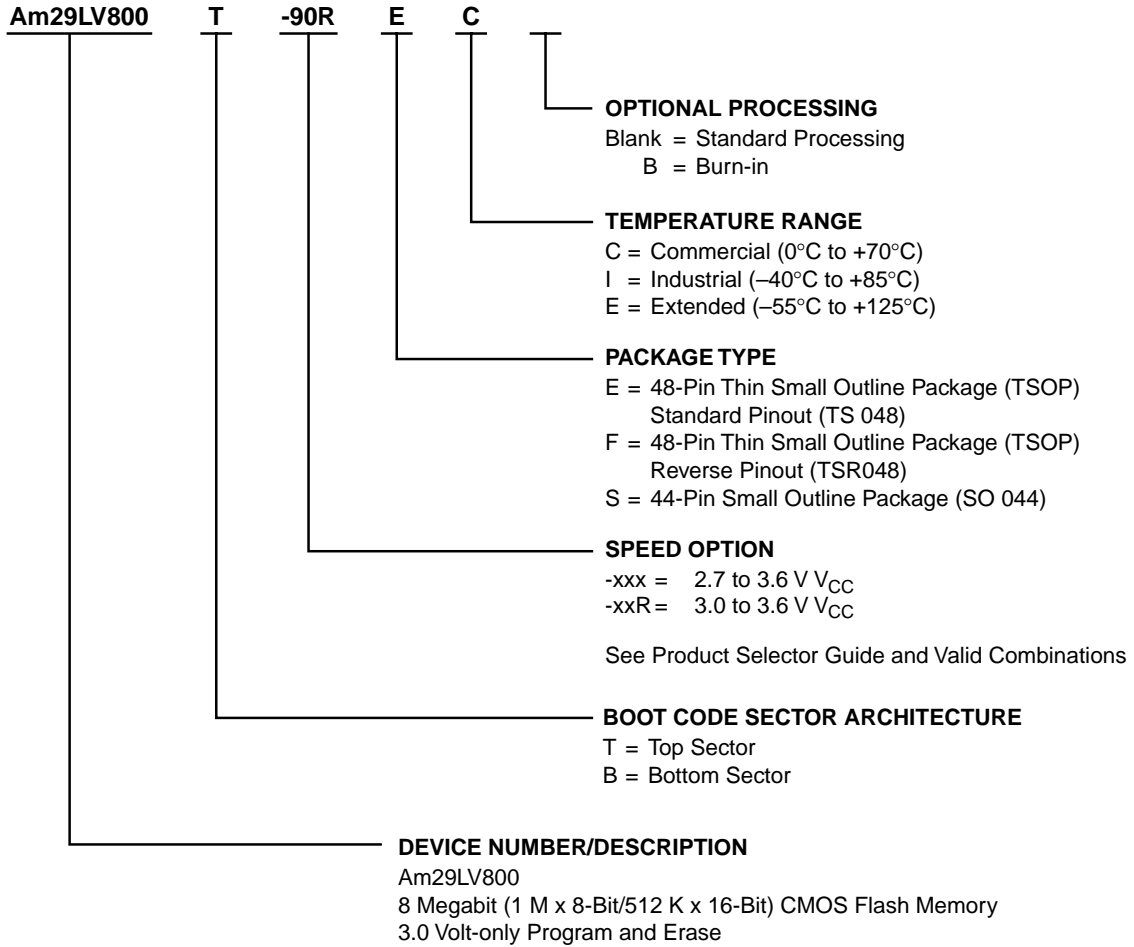 Am29LV800 T -90R E C
OPTIONAL PROCESSING
Blank = Standard Processing
B = Burn-in
TEMPERATURE RANGE
C = Commercial (0°C to +70°C)
I = Industrial (–40°C to +85°C)
E = Extended (–55°C to +125°C)
PACKAGE TYPE
E = 48-Pin Thin Small Outline Package (TSOP)
Standard Pinout (TS 048)
F = 48-Pin Thin Small Outline Package (TSOP)
Reverse Pinout (TSR048)
S = 44-Pin Small Outline Package (SO 044)
SPEED OPTION
-xxx = 2.7 to 3.6 V VCC
-xxR = 3.0 to 3.6 V VCC
See Product Selector Guide and Valid Combinations
BOOT CODE SECTOR ARCHITECTURE
T = Top Sector
B = Bottom Sector
DEVICE NUMBER/DESCRIPTION
Am29LV800
8 Megabit (1 M x 8-Bit/512 K x 16-Bit) CMOS Flash Memory
3.0 Volt-only Program and Erase